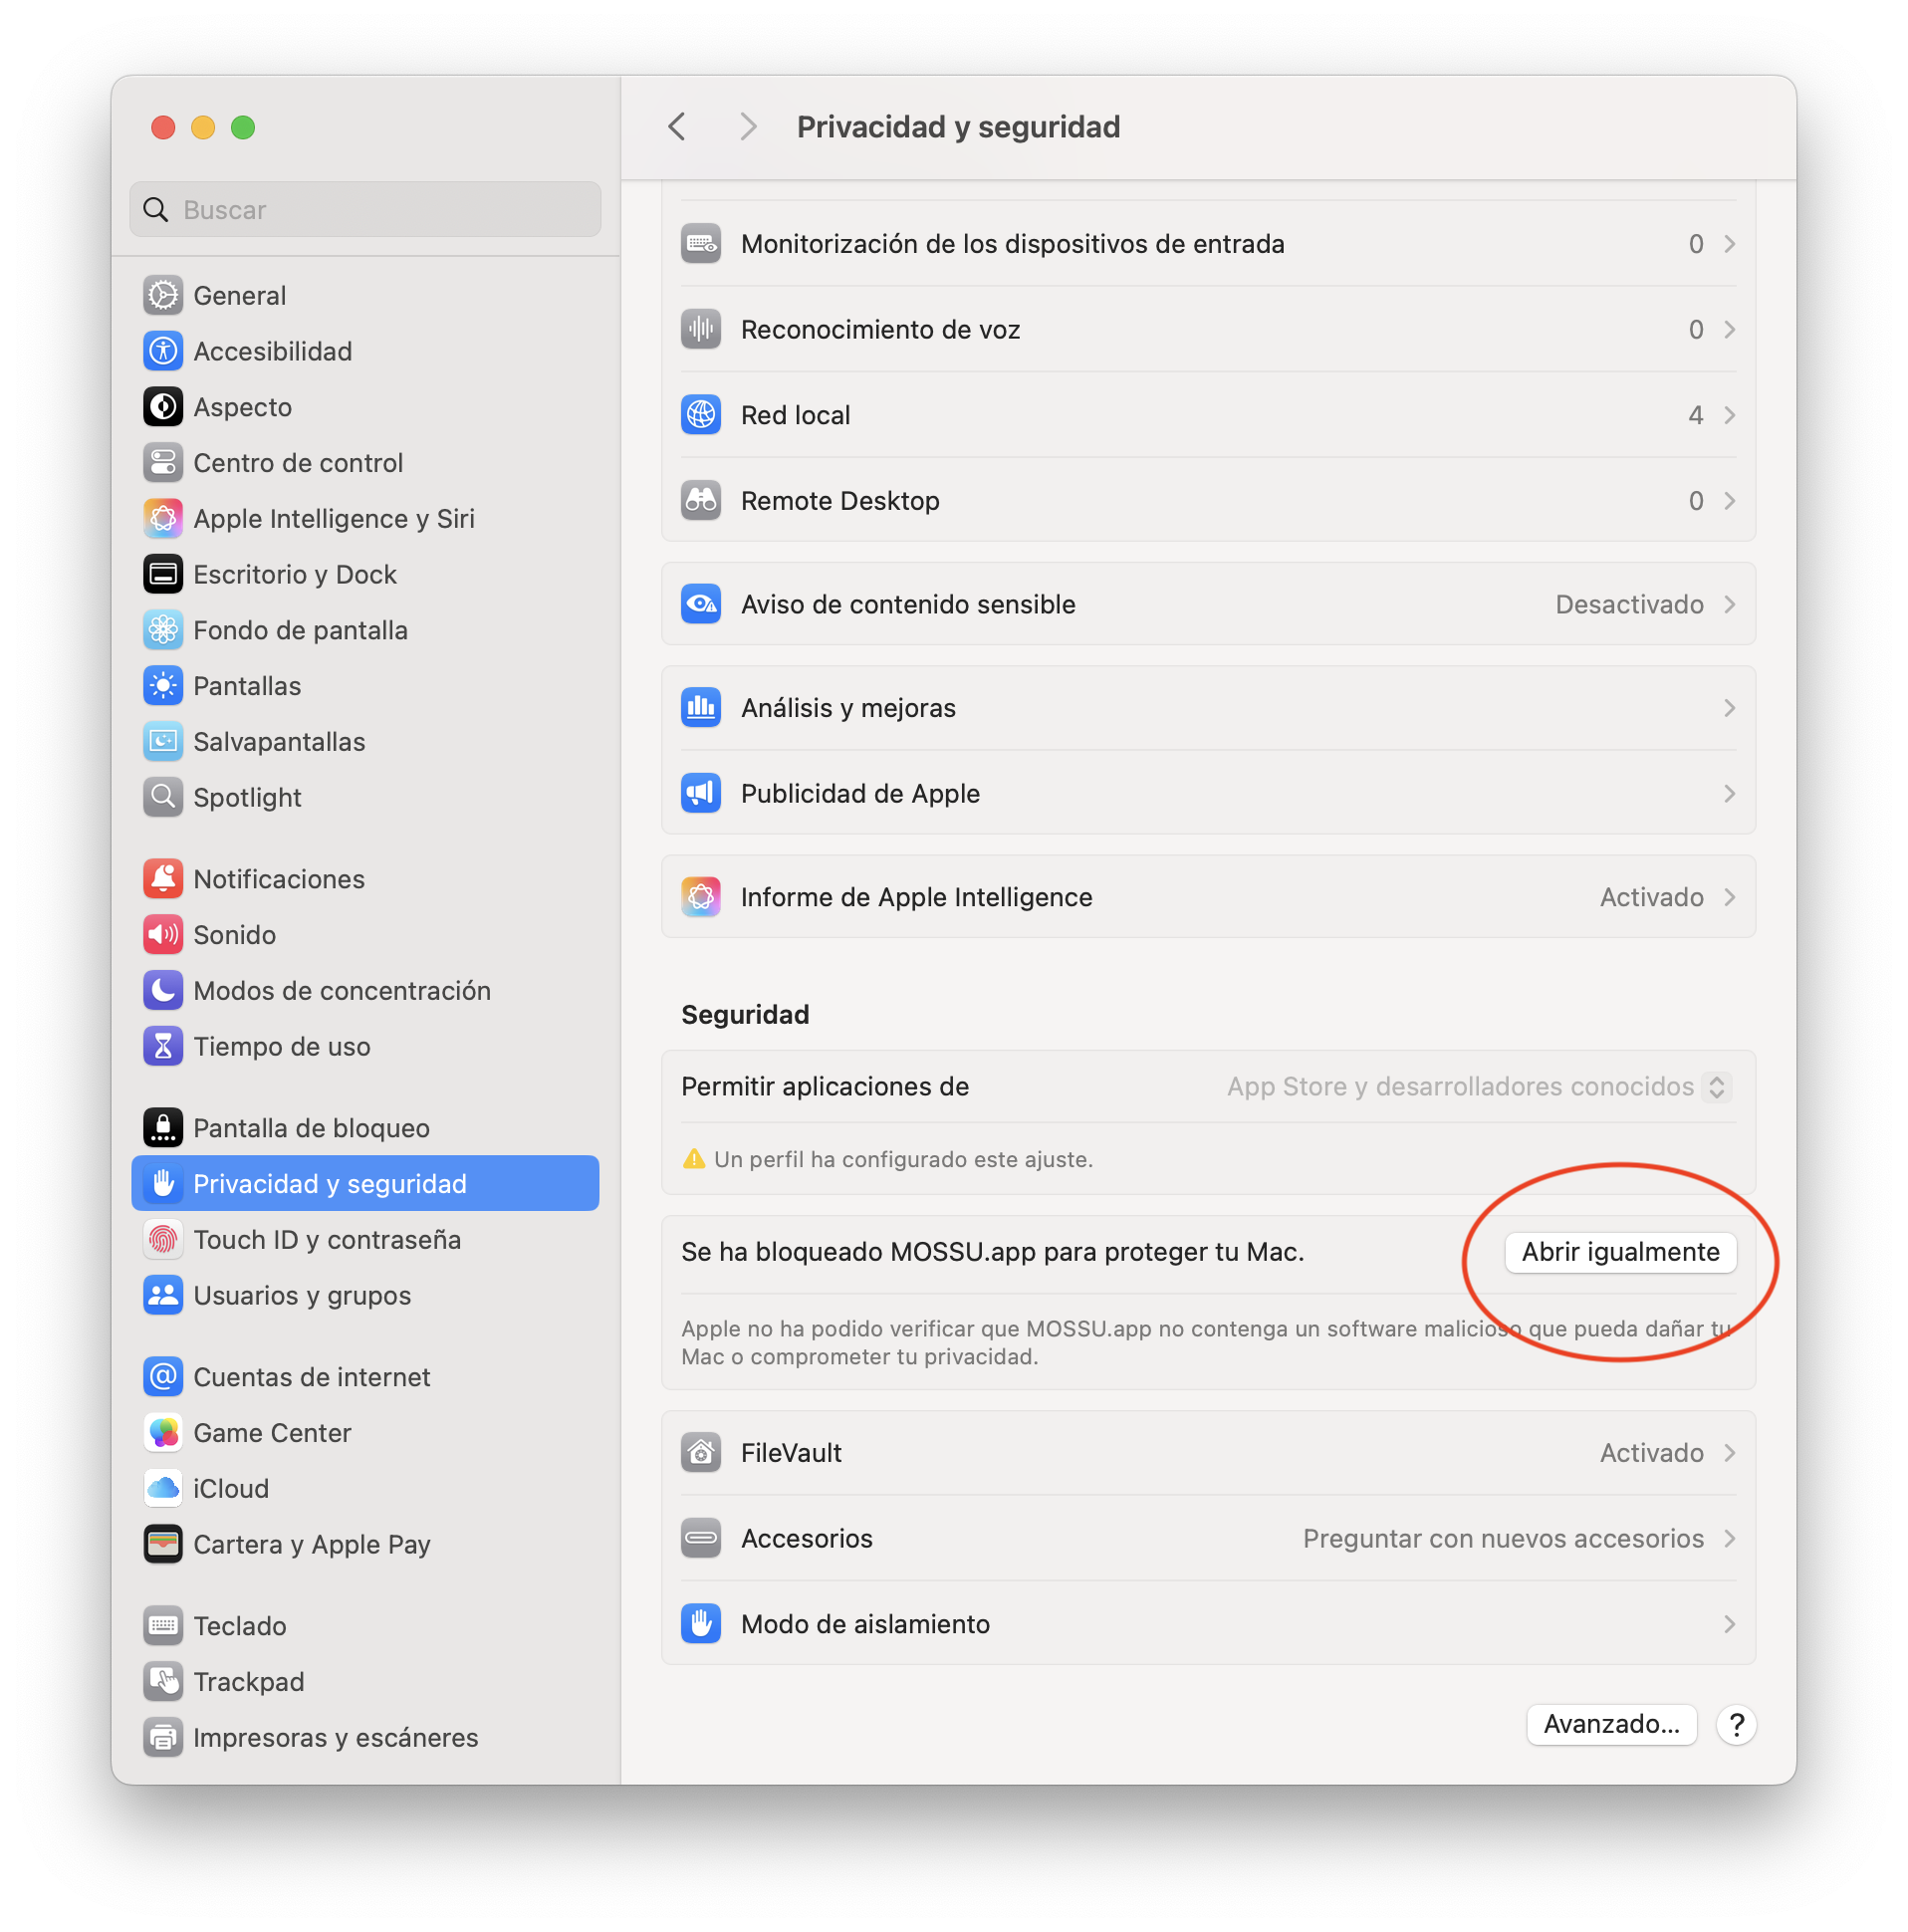 Buscar
General
Accesibilidad
Aspecto
Centro de control
Apple Intelligence y Siri
Escritorio y Dock
Fondo de pantalla
Pantallas
Salvapantallas
Spotlight
Notificaciones
Sonido
Modos de concentración
Tiempo de uso
Pantalla de bloqueo
Privacidad y seguridad
Touch ID y contraseña
Usuarios y grupos
Cuentas de internet
Game Center
iCloud
Cartera y Apple Pay
Teclado
Trackpad
Impresoras y escáneres
Privacidad y seguridad
Monitorización de los dispositivos de entrada 0
Reconocimiento de voz 0
Red local 4
Remote Desktop 0
Aviso de contenido sensible Desactivado
Análisis y mejoras
Publicidad de Apple
Informe de Apple Intelligence Activado
Seguridad
Permitir aplicaciones de App Store y desarrolladores conocidos
Un perfil ha configurado este ajuste.
Se ha bloqueado MOSSU.app para proteger tu Mac. Abrir igualmente
Apple no ha podido verificar que MOSSU.app no contenga un software malicioso que pueda dañar tu
Mac o comprometer tu privacidad.
FileVault Activado
Accesorios Preguntar con nuevos accesorios
Modo de aislamiento
Avanzado... ?